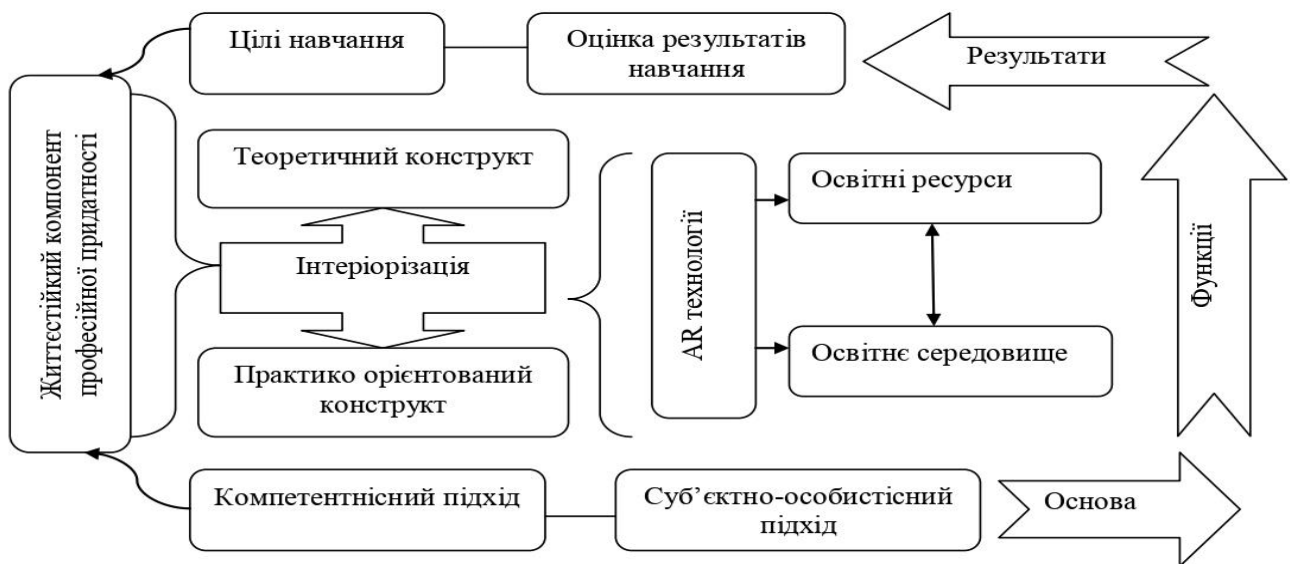 Цілі навчання
Оцінка результатів
навчання
Результати
Життєстійкий компонент
професійної придатності
Теоретичний конструкт
Інтеріорізація
Практико орієнтований
конструкт
AR технології
Освітні ресурси
Освітнє середовище
Функції
Компетентнісний підхід
Суб’єктно-особистісний
підхід
Основа